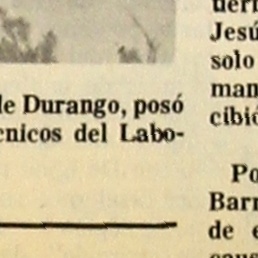 de Durango, posó
cnicos del Labo-
Jesú
solo
man
cibió
Po
Barr
de e